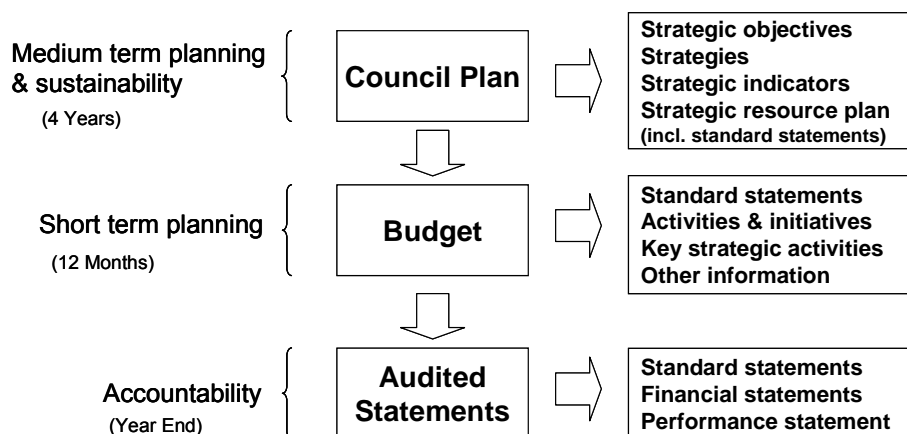 Medium term planning
& sustainability
(4 Years)
Council Plan
Strategic objectives
Strategies
Strategic indicators
Strategic resource plan
(incl. standard statements)
Short term planning
(12 Months)
Budget
Standard statements
Activities & initiatives
Key strategic activities
Other information
Accountability
(Year End)
Audited
Statements
Standard statements
Financial statements
Performance statement